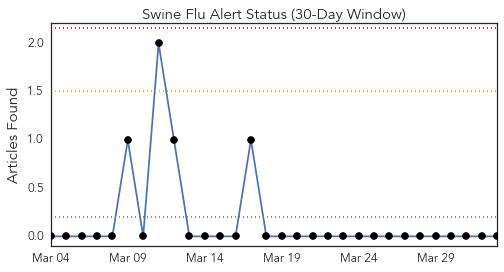 Swine Flu Alert Status (30-Day Window)
2.0
1.5
1.0
0.5
0.0
Articles Found
Mar 04 Mar 09 Mar 14 Mar 19 Mar 24 Mar 29